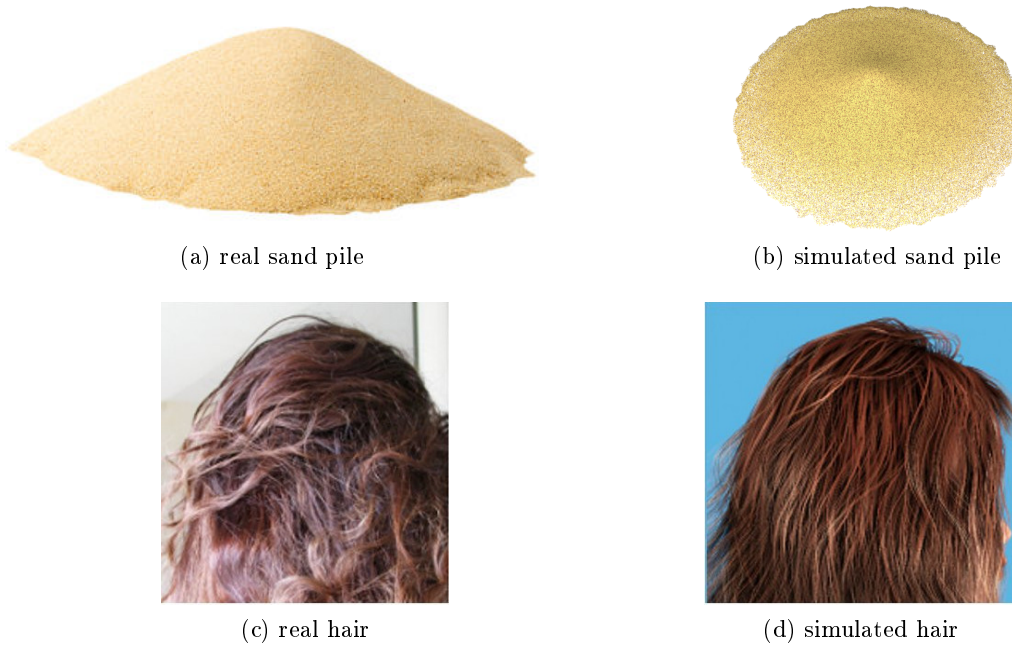 (a) real sand pile
(b) simulated sand pile
(c) real hair
(d) simulated hair